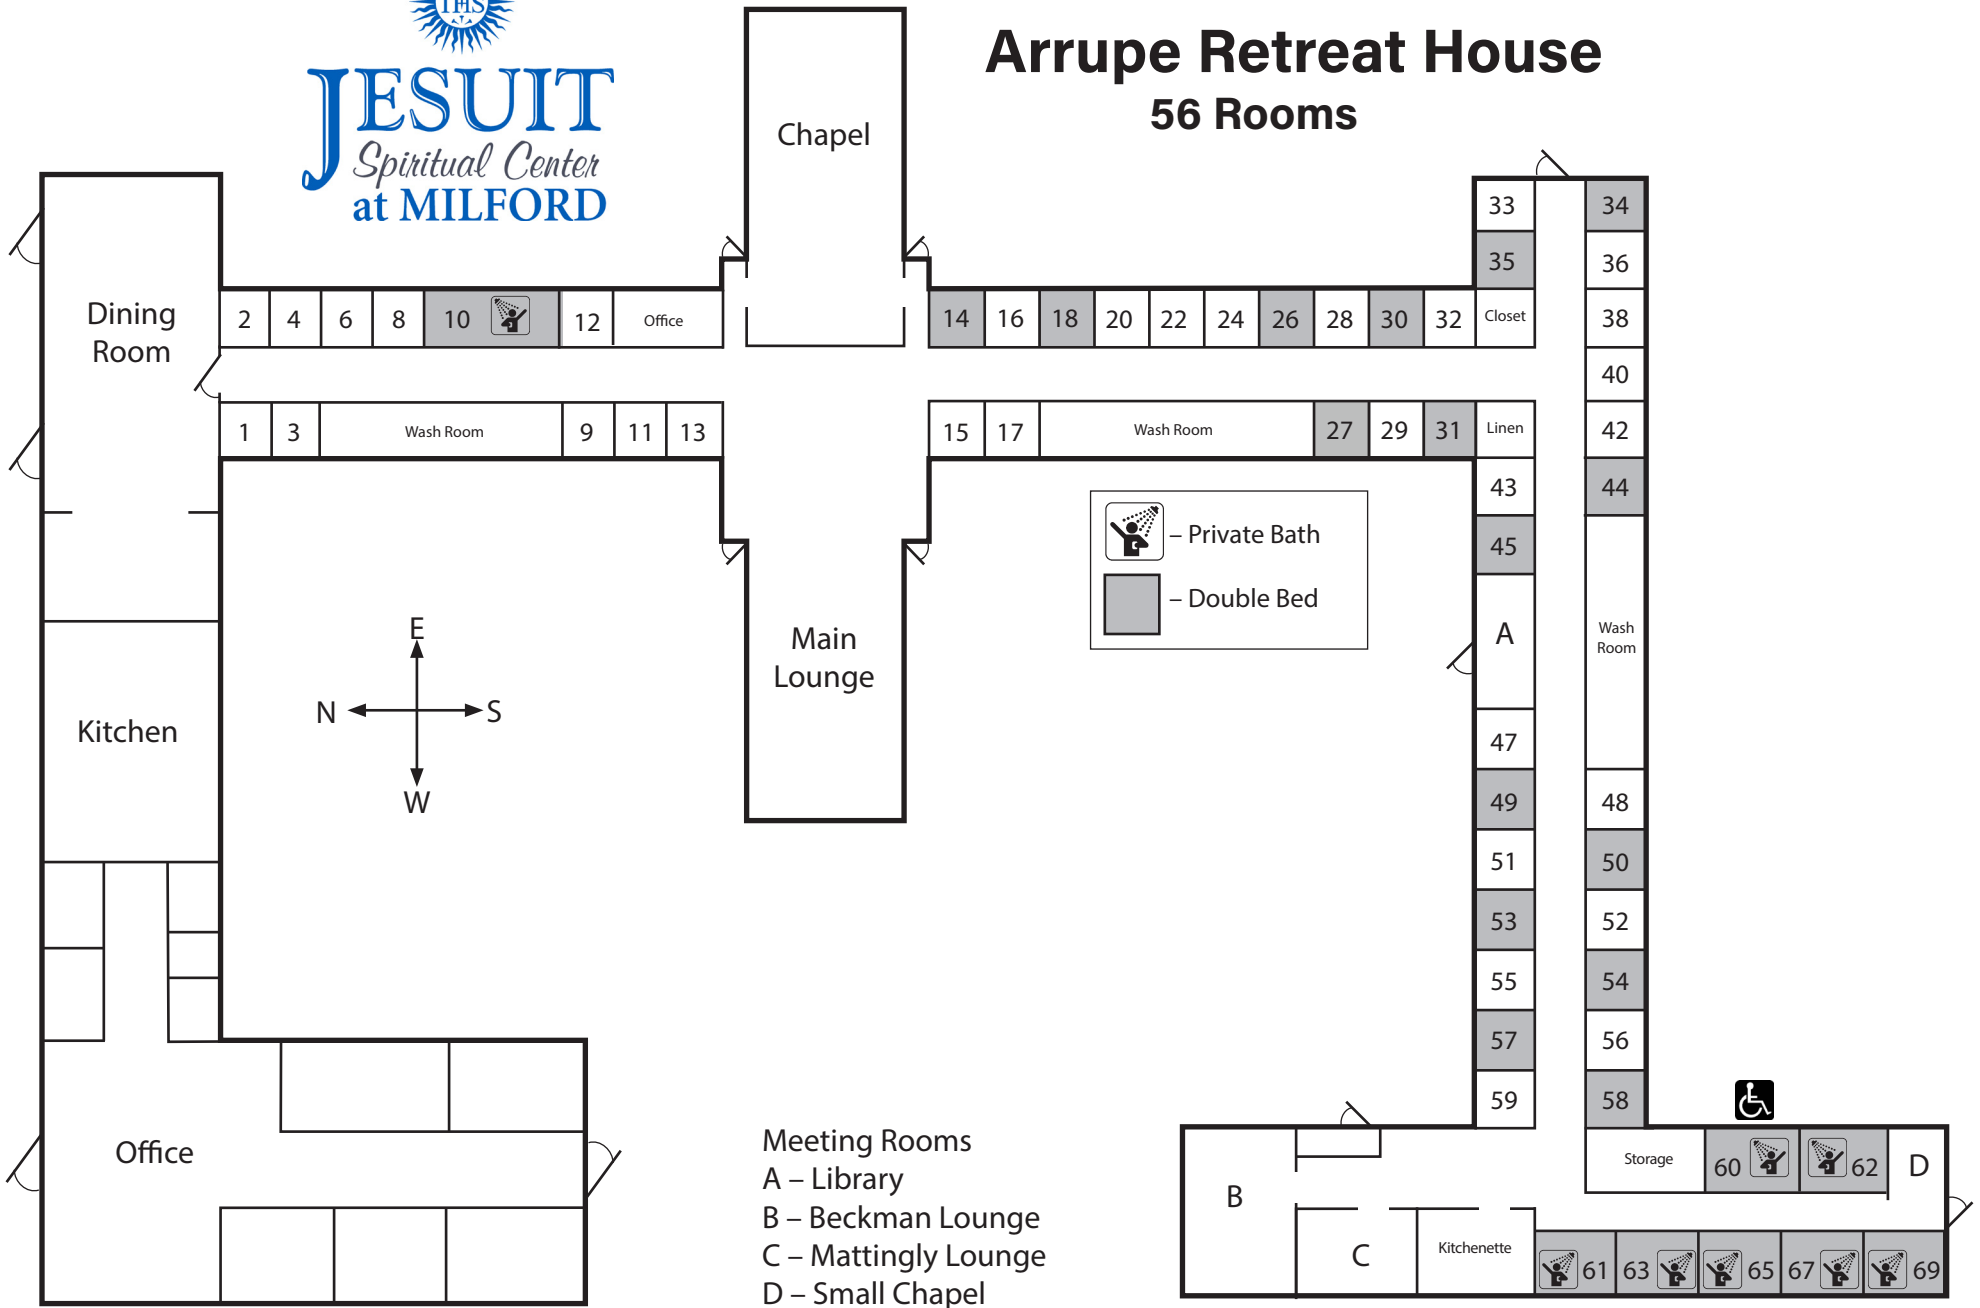 IHS
JESUIT
Spiritual Center
at MILFORD
Arrupe Retreat House
56 Rooms
Chapel
Dining
Room
2 4 6 8 10 12 Office
1 3 Wash Room 9 11 13
14 16 18 20 22 24 26 28 30 32 Closet
15 17 Wash Room 27 29 31 Linen
33 34
35 36
38
40
42
43 44
45
A
Wash
Room
47
49 48
51 50
53 52
55 54
57 56
59 58
– Private Bath
– Double Bed
Main
Lounge
E
N S
W
Kitchen
Office
Meeting Rooms
A – Library
B – Beckman Lounge
C – Mattingly Lounge
D – Small Chapel
B
C
Kitchenette
Storage
60 62 D
61 63 65 67 69